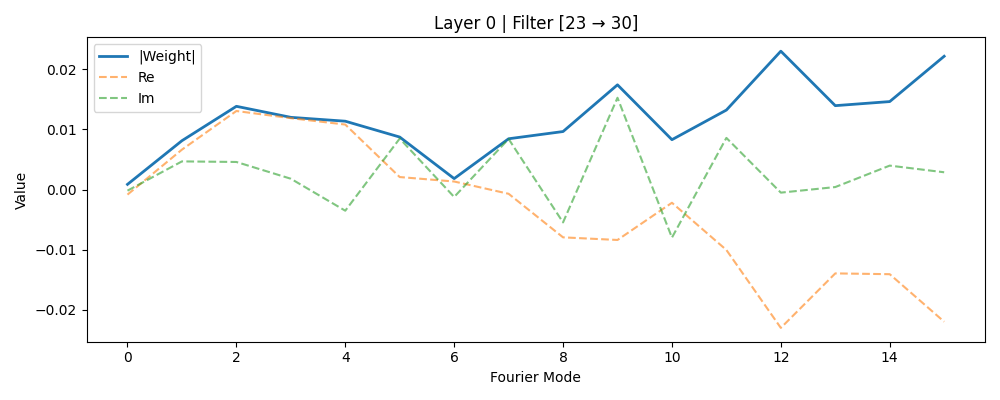 Layer 0 | Filter [23 → 30]
|Weight|
Re
Im
0.02
0.01
0.00
−0.01
−0.02
Value
0 2 4 6 8 10 12 14
Fourier Mode